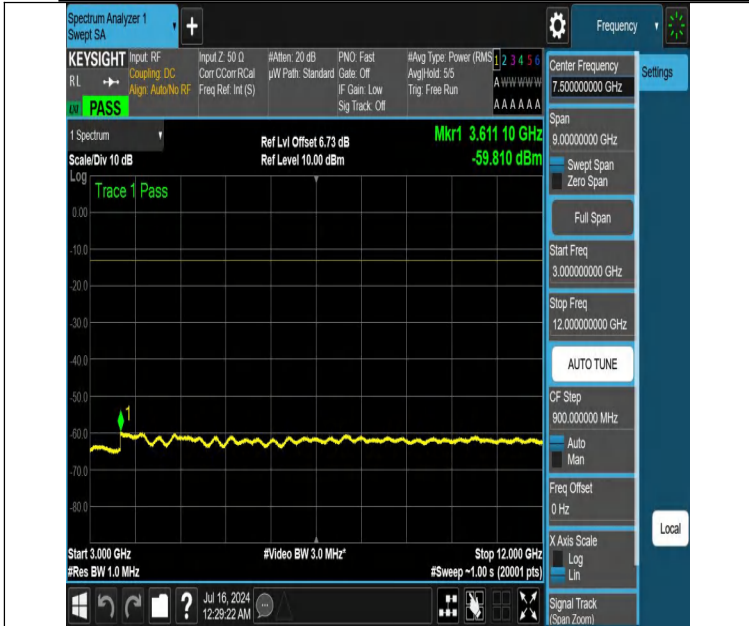 Spectrum Analyzer 1
Swept SA
Frequency
KEYSIGHT
RL
LXI
PASS
Input: RF
Coupling: DC
Align: Auto/No RF
Input Z: 50 Ω
Corr CCorr RCal
Freq Ref: Int (S)
#Atten: 20 dB
µW Path: Standard
PNO: Fast
Gate: Off
IF Gain: Low
Sig Track: Off
#Avg Type: Power (RMS
Avg|Hold: 5/5
Trig: Free Run
1 2 3 4 5 6
A W W W W W
A A A A A A
1 Spectrum
Scale/Div 10 dB
Ref Lvl Offset 6.73 dB
Ref Level 10.00 dBm
Mkr1 3.611 10 GHz
-59.810 dBm
Log
Trace 1 Pass
0.00
-10.0
-20.0
-30.0
-40.0
-50.0
-60.0
-70.0
-80.0
1
Start 3.000 GHz
#Res BW 1.0 MHz
#Video BW 3.0 MHz*
Stop 12.000 GHz
#Sweep ~1.00 s (20001 pts)
Jul 16, 2024
12:29:22 AM
Center Frequency
7.500000000 GHz
Settings
Span
9.00000000 GHz
Swept Span
Zero Span
Full Span
Start Freq
3.000000000 GHz
Stop Freq
12.000000000 GHz
AUTO TUNE
CF Step
900.000000 MHz
Auto
Man
Freq Offset
0 Hz
X Axis Scale
Log
Lin
Signal Track
(Span Zoom)
Local